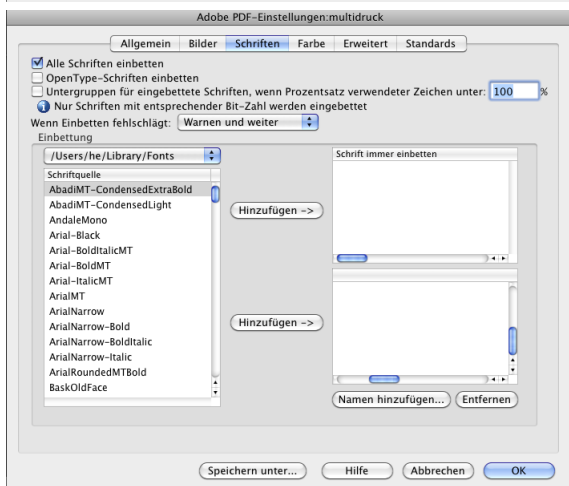 Adobe PDF-Einstellungen:multidruck
Allgemein Bilder Schriften Farbe Erweitert Standards
Alle Schriften einbetten
OpenType-Schriften einbetten
Untergruppen für eingebettete Schriften, wenn Prozentsatz verwendeter Zeichen unter: 100 %
Nur Schriften mit entsprechender Bit-Zahl werden eingebettet
Wenn Einbetten fehlschlägt: Warnen und weiter
Einbettung
/Users/he/Library/Fonts
Schriftquelle
AbadiMT-CondensedExtraBold
AbadiMT-CondensedLight
AndaleMono
Arial-Black
Arial-BoldItalicMT
Arial-BoldMT
Arial-ItalicMT
ArialMT
ArialNarrow
ArialNarrow-Bold
ArialNarrow-BoldItalic
ArialNarrow-Italic
ArialRoundedMTBold
BaskOldFace
Hinzufügen ->
Hinzufügen ->
Schrift immer einbetten
Namen hinzufügen... Entfernen
Speichern unter... Hilfe Abbrechen OK